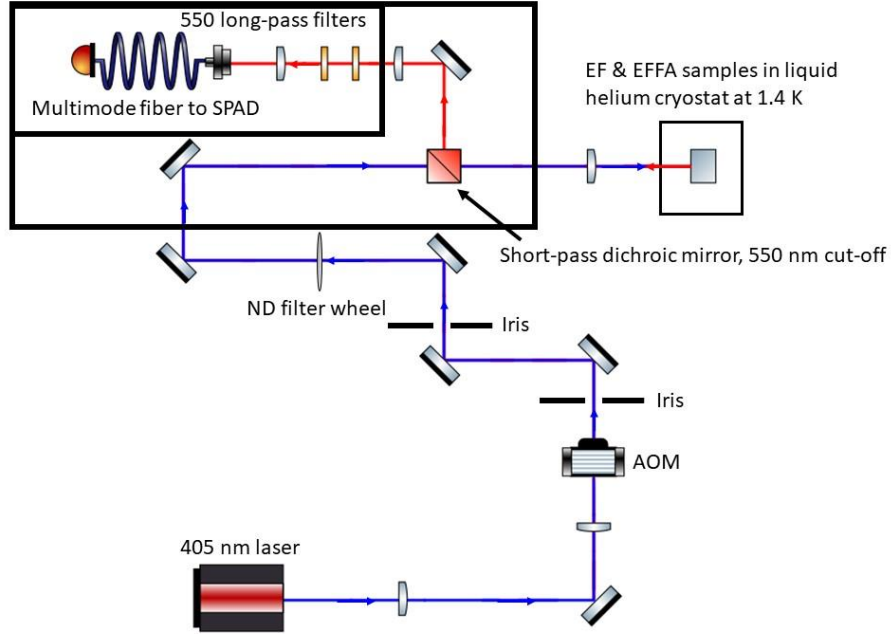 550 long-pass filters
Multimode fiber to SPAD
EF & EFFA samples in liquid
helium cryostat at 1.4 K
Short-pass dichroic mirror, 550 nm cut-off
ND filter wheel
Iris
Iris
AOM
405 nm laser